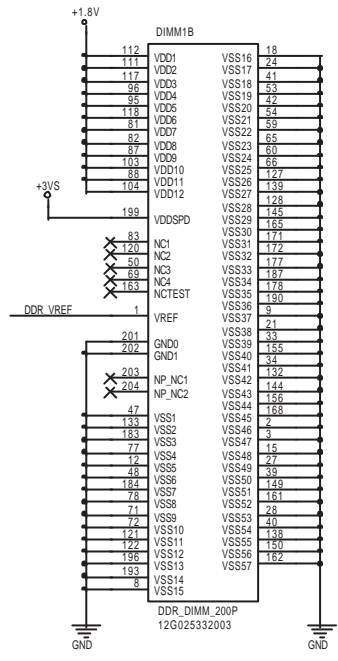 +1.8V
DIMM1B
112 VDD1 VSS16 18
111 VDD2 VSS17 24
117 VDD3 VSS18 41
96 VDD4 VSS19 53
95 VDD5 VSS20 42
118 VDD6 VSS21 54
81 VDD7 VSS22 59
82 VDD8 VSS23 65
87 VDD9 VSS24 60
103 VDD10 VSS25 66
88 VDD11 VSS26 127
104 VDD12 VSS27 139
+3VS
VSS28 128
199 VDDSPD VSS29 145
VSS30 165
83 NC1 VSS31 171
120 NC2 VSS32 172
50 NC3 VSS33 177
69 NC4 VSS34 187
163 NCTEST VSS35 178
VSS36 190
DDR_VREF 1 VREF VSS37 9
VSS38 21
201 GND0 VSS39 33
202 GND1 VSS40 155
VSS41 34
203 NP_NC1 VSS42 132
204 NP_NC2 VSS43 144
VSS44 156
47 VSS1 VSS45 168
133 VSS2 VSS46 2
183 VSS3 VSS47 3
77 VSS4 VSS48 15
12 VSS5 VSS49 27
48 VSS6 VSS50 39
184 VSS7 VSS51 149
78 VSS8 VSS52 161
71 VSS9 VSS53 28
72 VSS10 VSS54 40
121 VSS11 VSS55 138
122 VSS12 VSS56 150
196 VSS13 VSS57 162
193 VSS14
8 VSS15
DDR_DIMM_200P
12G025332003
GND
GND